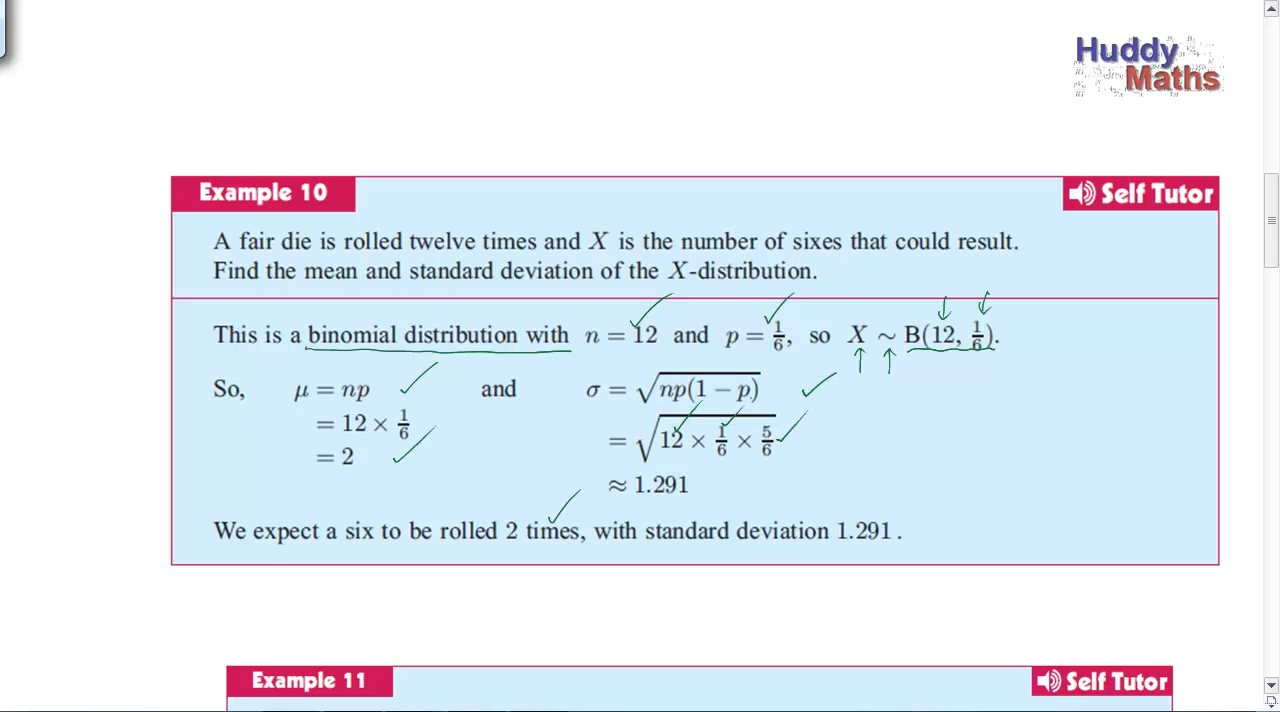 Huddy
Maths
Example 10
Self Tutor
A fair die is rolled twelve times and X is the number of sixes that could result.
Find the mean and standard deviation of the X-distribution.
This is a binomial distribution with n = 12 and p = 1/6, so X ~ B(12, 1/6).
So, μ = np and σ = √np(1 − p)
= 12 × 1/6
= √12 × 1/6 × 5/6
= 2
≈ 1.291
We expect a six to be rolled 2 times, with standard deviation 1.291.
Example 11
Self Tutor